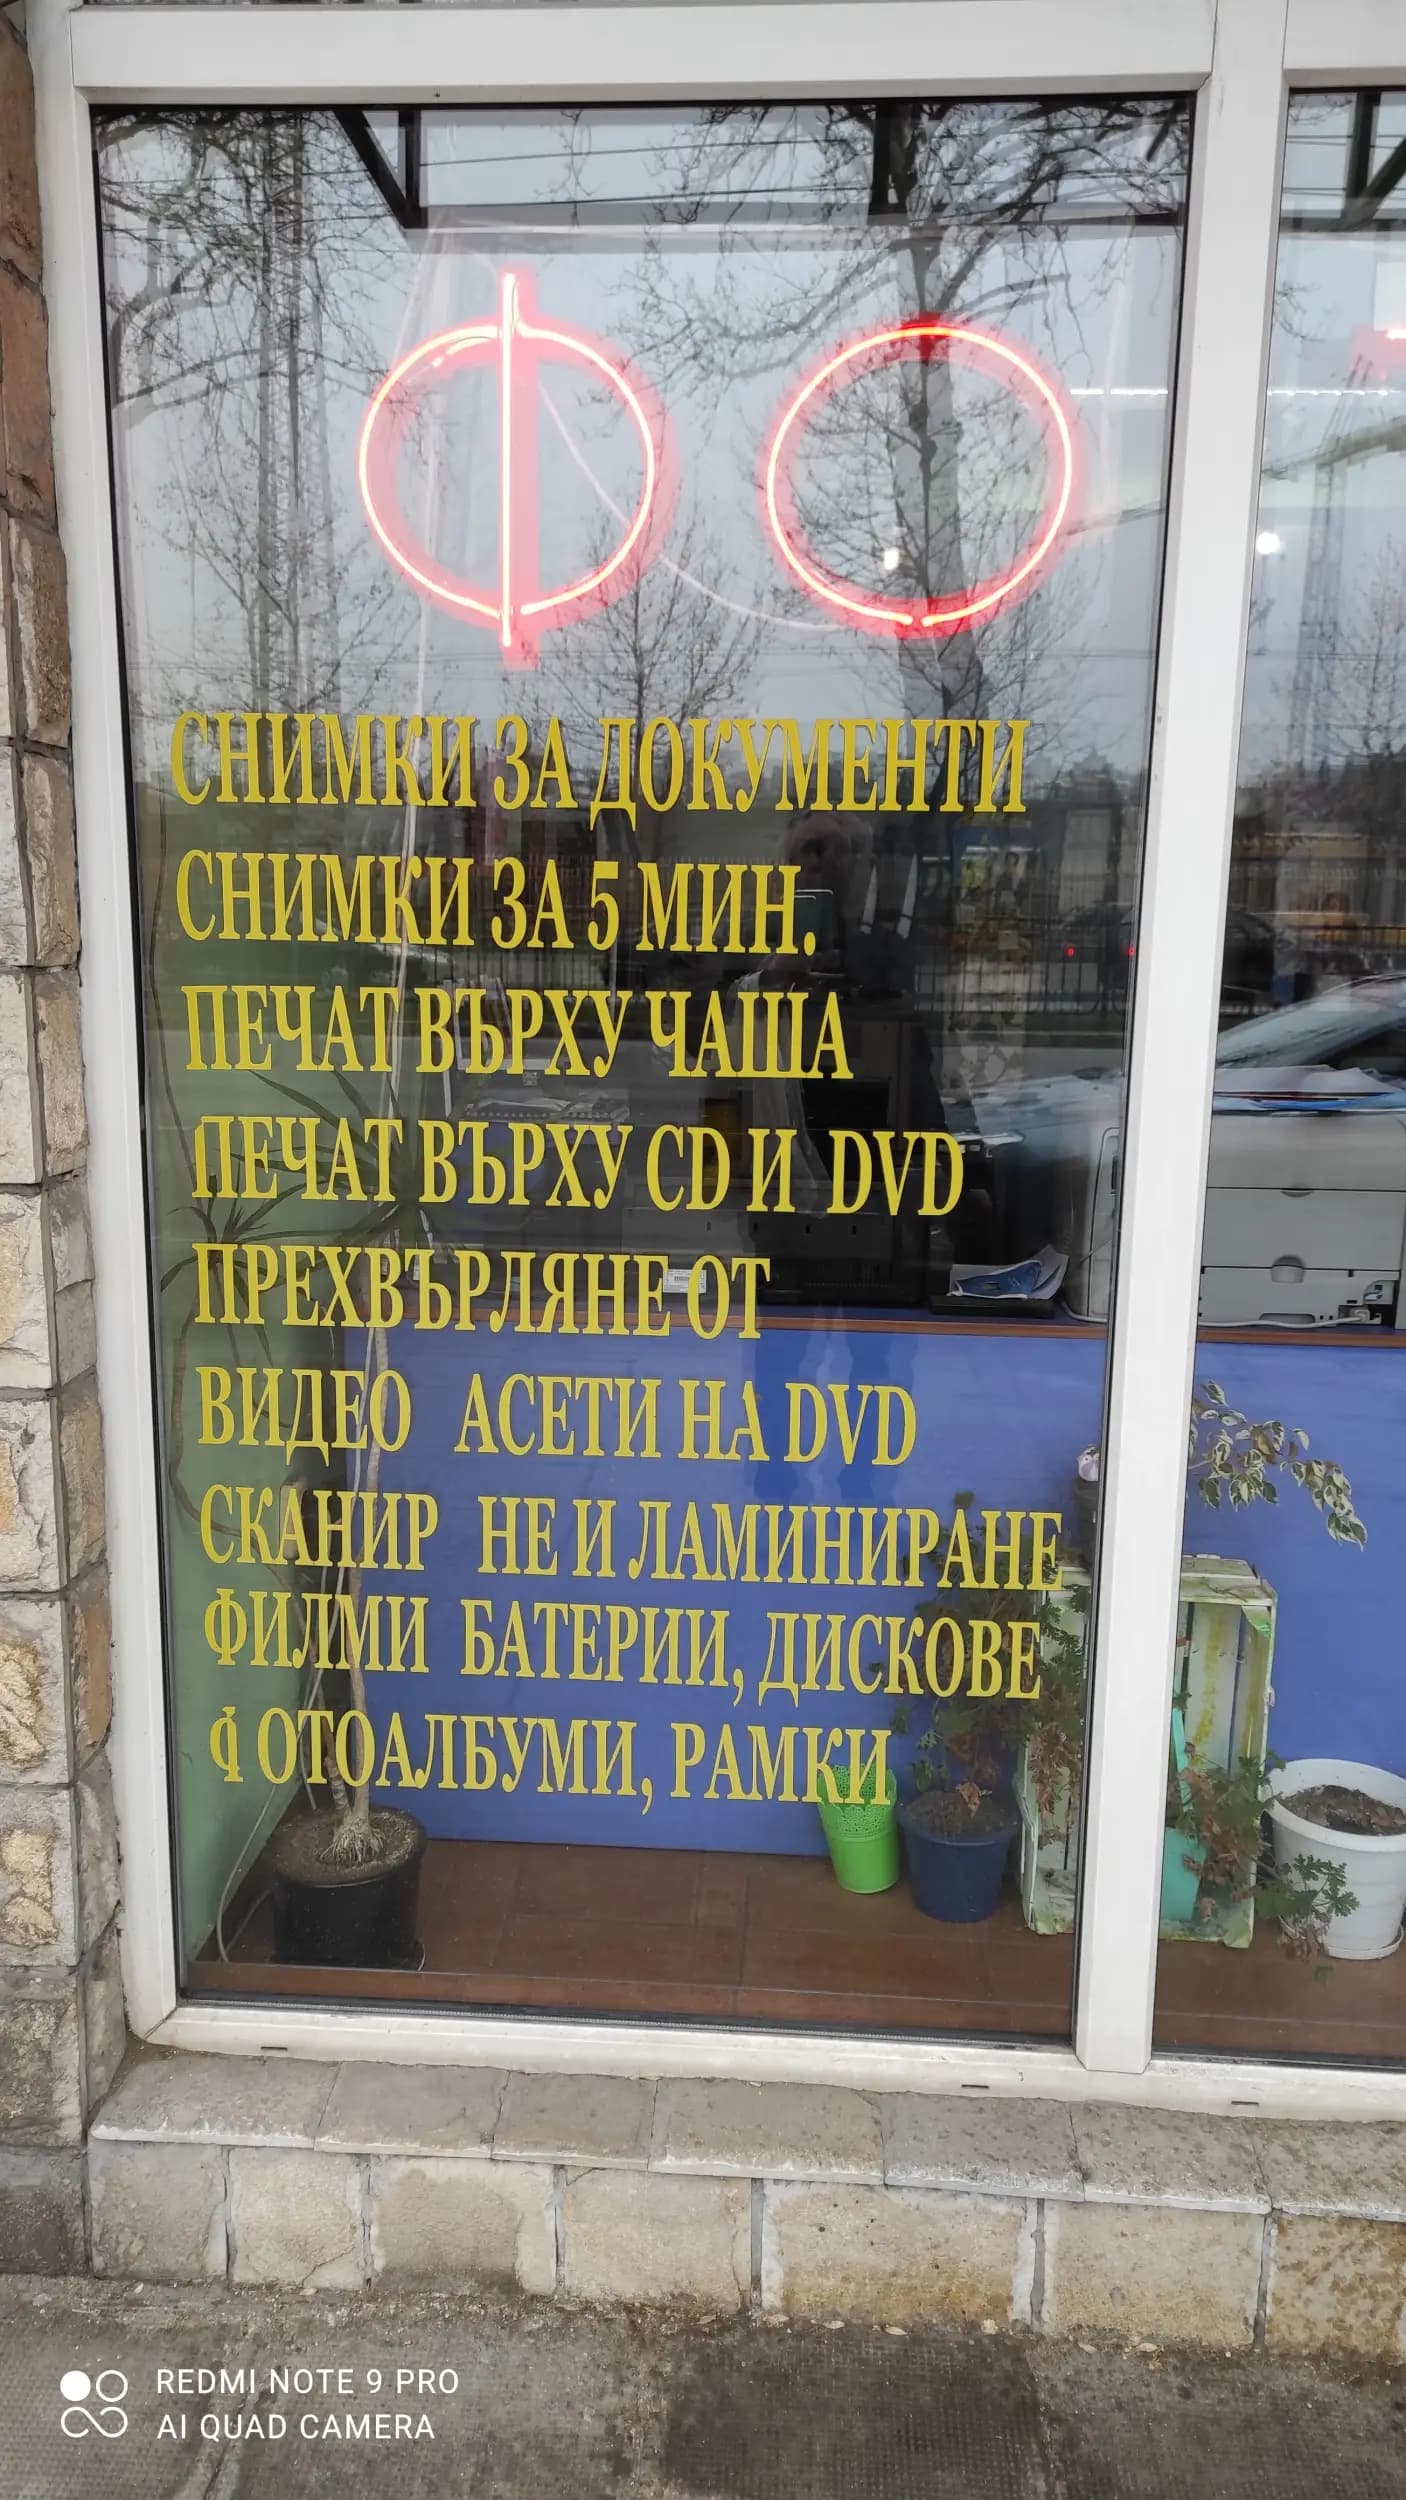 ФО
СНИМКИ ЗА ДОКУМЕНТИ
СНИМКИ ЗА 5 МИН.
ПЕЧАТ ВЪРХУ ЧАША
ПЕЧАТ ВЪРХУ CD И DVD
ПРЕХВЪРЛЯНЕ ОТ
ВИДЕО АСЕТИ НА DVD
СКАНИР НЕ И ЛАМИНИРАНЕ
ФИЛМИ БАТЕРИИ, ДИСКОВЕ
ФОТОАЛБУМИ, РАМКИ
REDMI NOTE 9 PRO
AI QUAD CAMERA